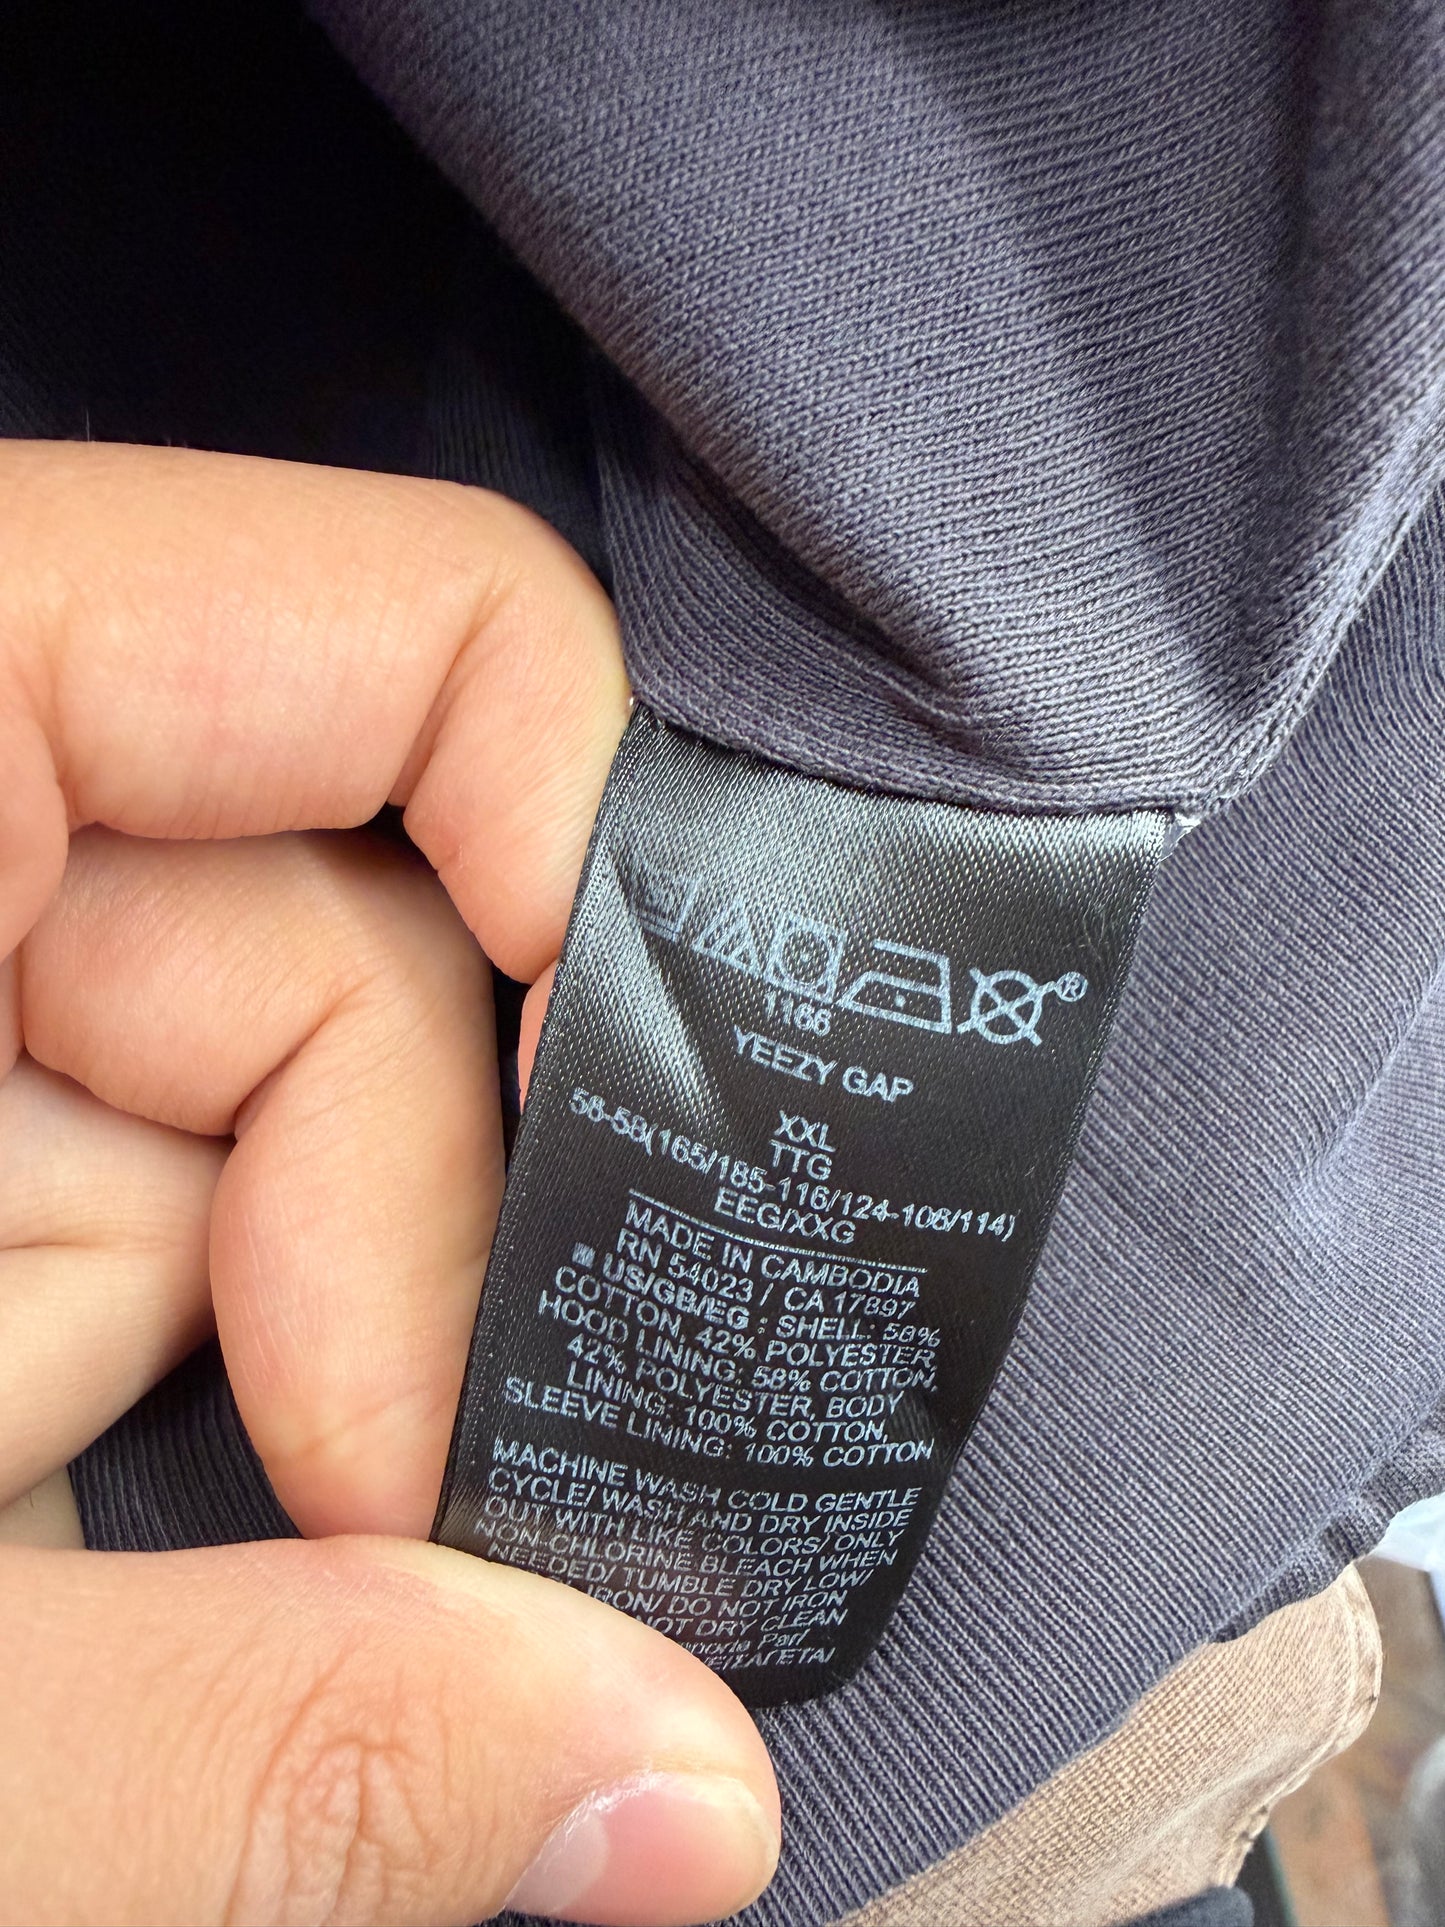 ®
1166
YEEZY GAP
XXL
TTG
56-58(165/185-116/124-106/114)
EEG/XXG
MADE IN CAMBODIA
RN 54023 / CA 17897
US/GB/EG : SHELL: 58%
COTTON, 42% POLYESTER,
HOOD LINING: 58% COTTON,
42% POLYESTER, BODY
LINING: 100% COTTON,
SLEEVE LINING: 100% COTTON
MACHINE WASH COLD GENTLE
CYCLE/ WASH AND DRY INSIDE
OUT WITH LIKE COLORS/ ONLY
NON-CHLORINE BLEACH WHEN
NEEDED/ TUMBLE DRY LOW/
IRON/ DO NOT IRON
NOT DRY CLEAN
Par/